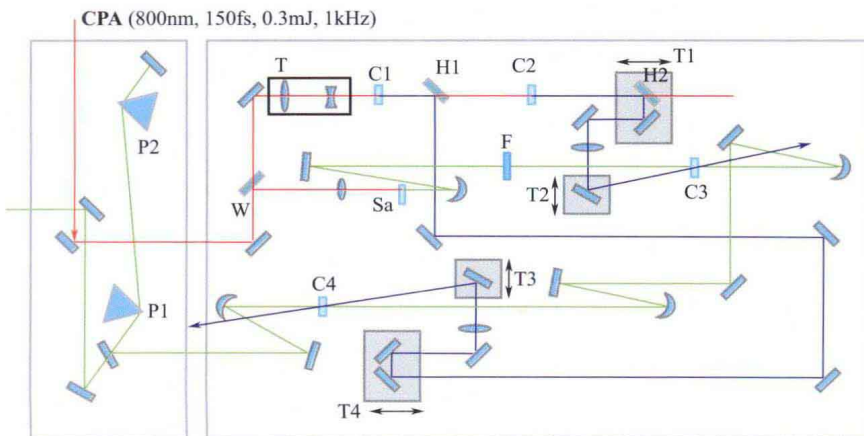 CPA (800nm, 150fs, 0.3mJ, 1kHz)
T
C1
H1
C2
H2
T1
P2
F
W
Sa
T2
C3
P1
C4
T3
T4